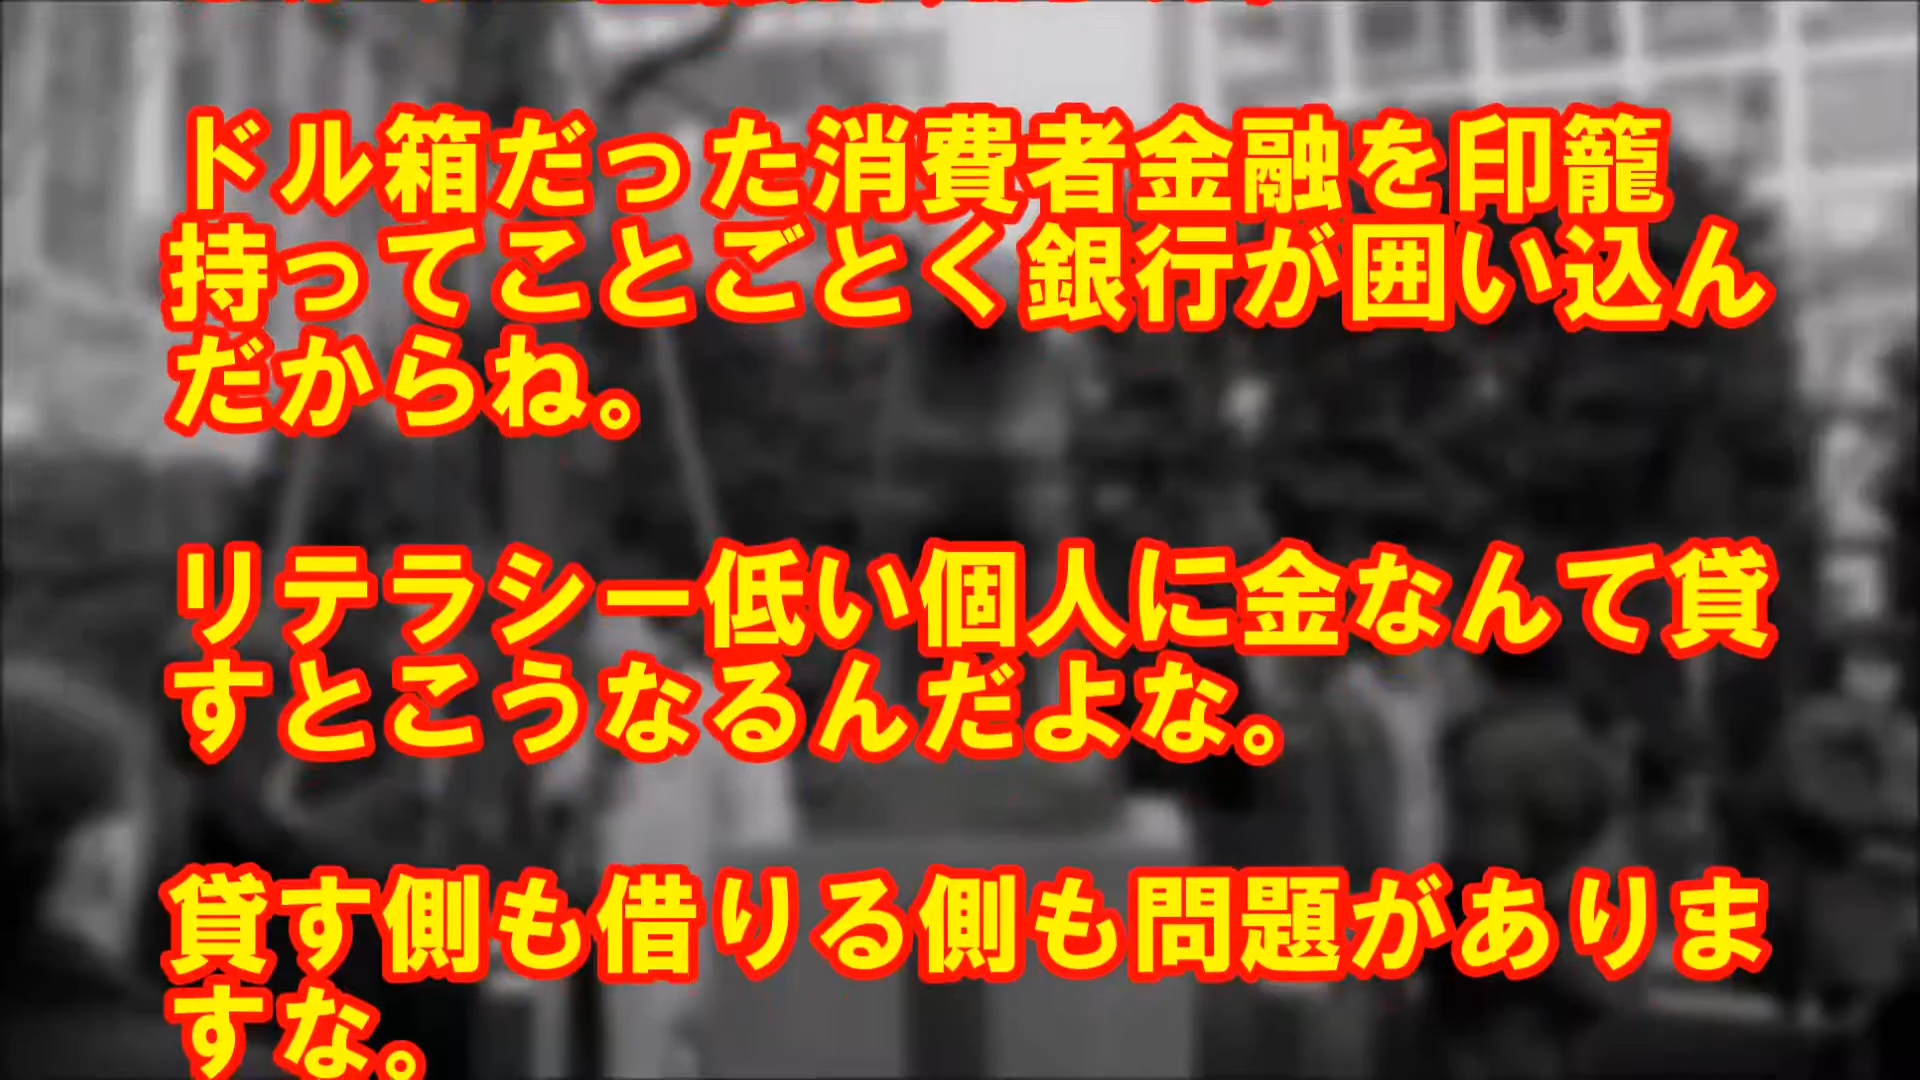 ドル箱だった消費者金融を印籠
持ってことごとく銀行が囲い込ん
だからね。
リテラシー低い個人に金なんて貸
すとこうなるんだよな。
貸す側も借りる側も問題がありま
すな。